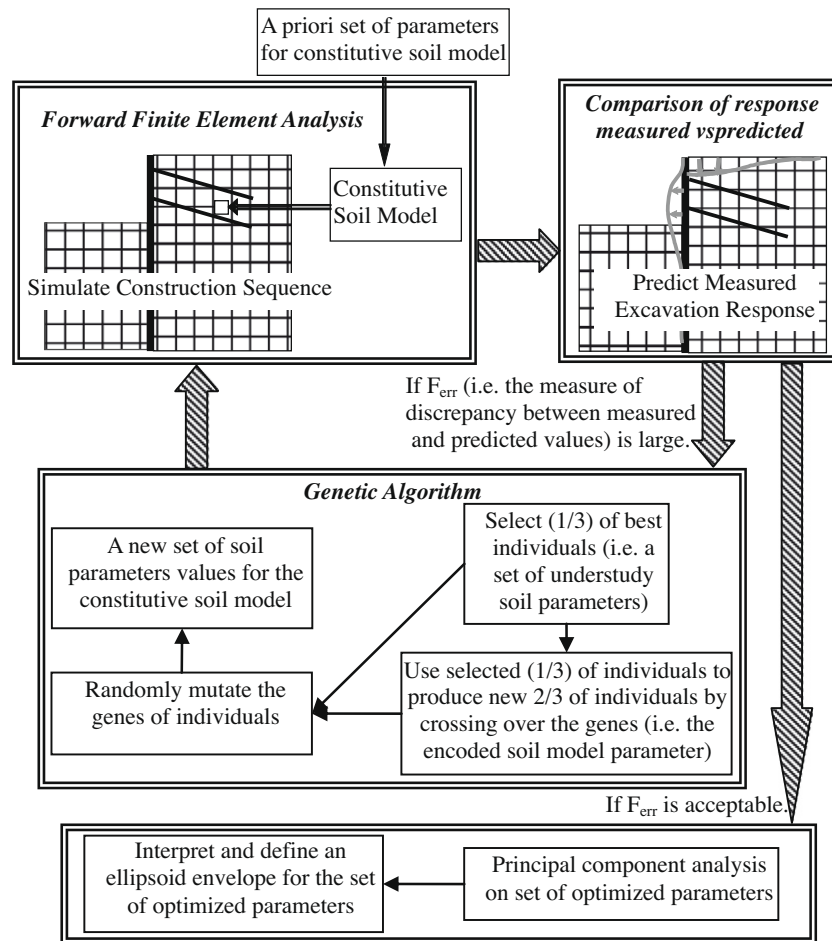 A priori set of parameters
for constitutive soil model
Forward Finite Element Analysis
Constitutive
Soil Model
Simulate Construction Sequence
Comparison of response
measured vspredicted
Predict Measured
Excavation Response
If Ferr (i.e. the measure of
discrepancy between measured
and predicted values) is large.
Genetic Algorithm
Select (1/3) of best
individuals (i.e. a
set of understudy
soil parameters)
Use selected (1/3) of individuals to
produce new 2/3 of individuals by
crossing over the genes (i.e. the
encoded soil model parameter)
Randomly mutate the
genes of individuals
A new set of soil
parameters values for the
constitutive soil model
If Ferr is acceptable.
Principal component analysis
on set of optimized parameters
Interpret and define an
ellipsoid envelope for the set
of optimized parameters